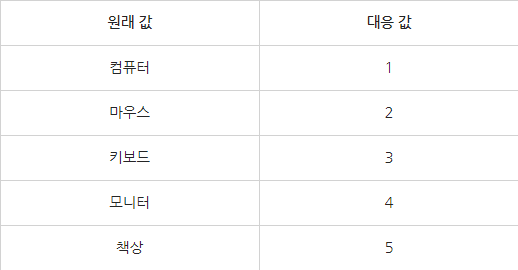 원래 값 대응 값
컴퓨터 1
마우스 2
키보드 3
모니터 4
책상 5